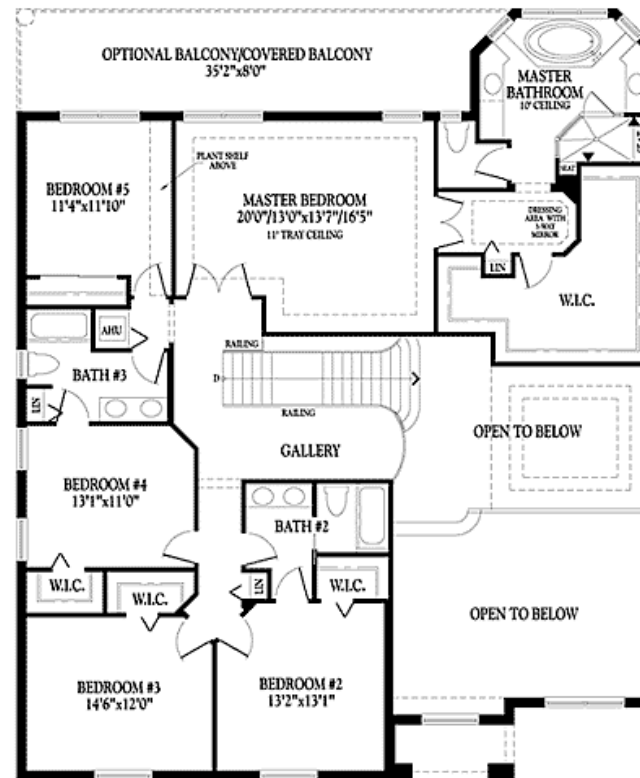 OPTIONAL BALCONY/COVERED BALCONY
35'2"x8'0"
MASTER
BATHROOM
10' CEILING
SEAT
SEAT
PLANT SHELF
ABOVE
BEDROOM #5
11'4"x11'10"
MASTER BEDROOM
20'0"/13'0"x13'7"/16'5"
11' TRAY CEILING
DRESSING
AREA WITH
3-WAY
MIRROR
LIN
W.I.C.
AHU
BATH #3
LIN
RAILING
D
RAILING
GALLERY
OPEN TO BELOW
BEDROOM #4
13'1"x11'0"
BATH #2
W.I.C.
W.I.C.
LIN
W.I.C.
OPEN TO BELOW
BEDROOM #3
14'6"x12'0"
BEDROOM #2
13'2"x13'1"